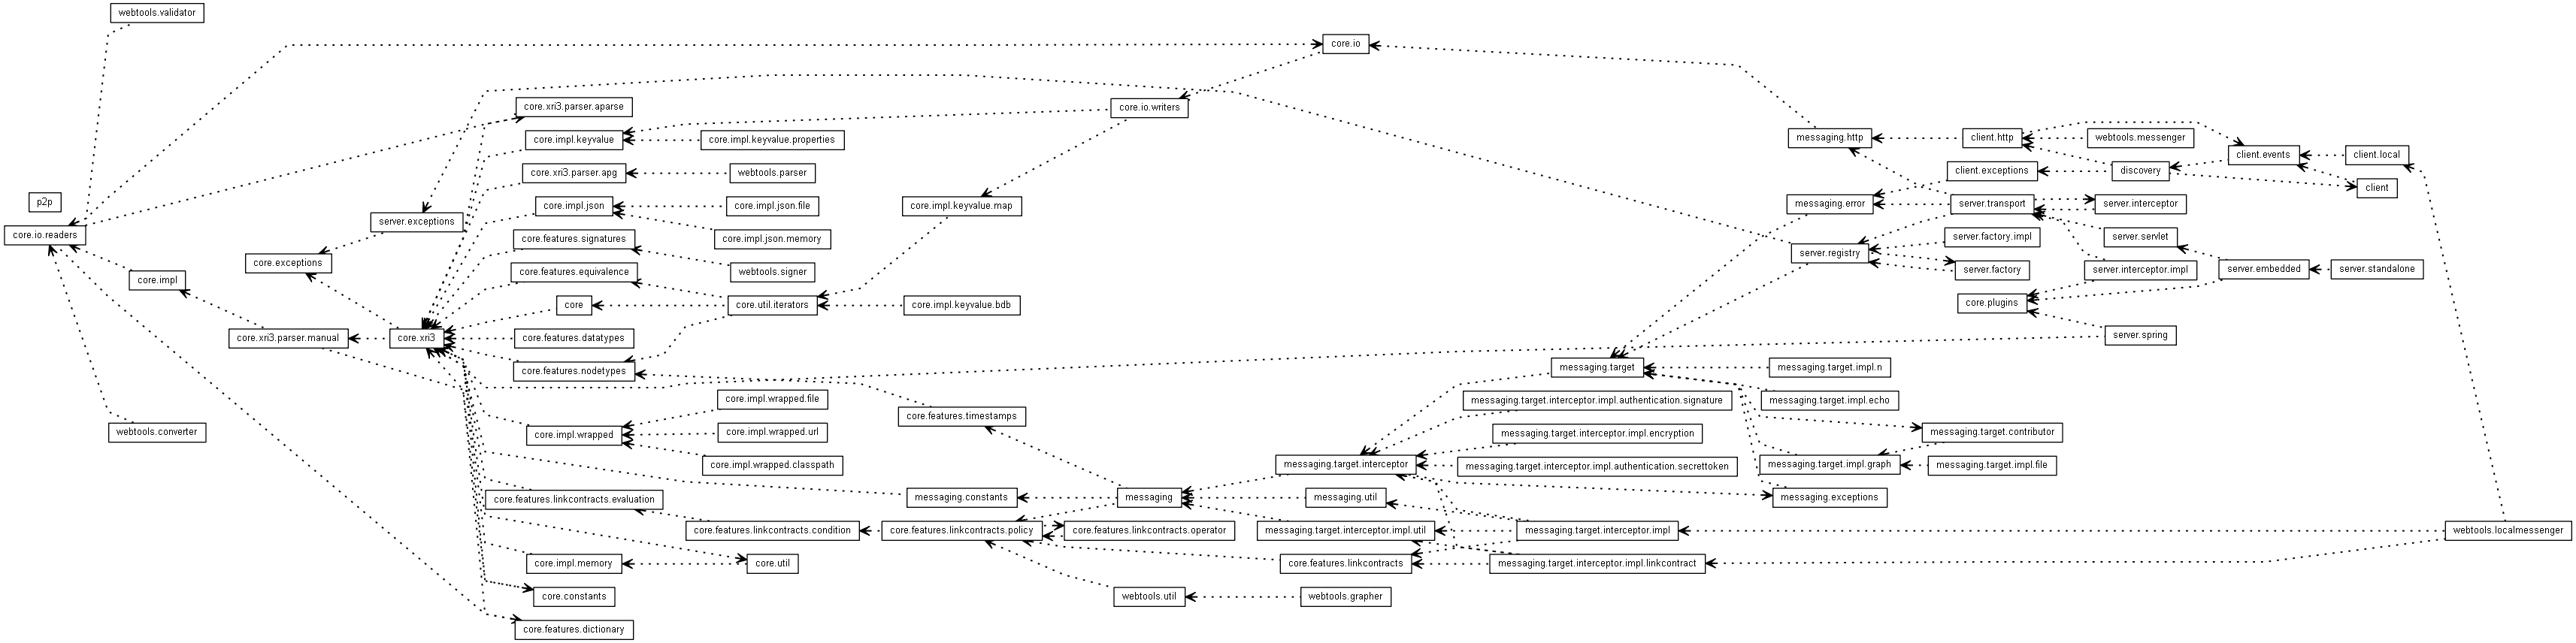 webtools.validator
core.io
core.xri3.parser.aparse
core.io.writers
core.impl.keyvalue
core.impl.keyvalue.properties
messaging.http
client.http
webtools.messenger
client.events
client.local
core.xri3.parser.apg
webtools.parser
client.exceptions
discovery
client
p2p
core.impl.json
core.impl.json.file
core.impl.keyvalue.map
messaging.error
server.transport
server.interceptor
server.exceptions
core.io.readers
core.features.signatures
core.impl.json.memory
server.factory.impl
server.servlet
server.registry
core.exceptions
core.features.equivalence
webtools.signer
server.factory
server.interceptor.impl
server.embedded
server.standalone
core.impl
core
core.util.iterators
core.impl.keyvalue.bdb
core.plugins
core.xri3.parser.manual
core.xri3
core.features.datatypes
server.spring
core.features.nodetypes
messaging.target
messaging.target.impl.n
core.impl.wrapped.file
messaging.target.interceptor.impl.authentication.signature
messaging.target.impl.echo
core.features.timestamps
webtools.converter
core.impl.wrapped
core.impl.wrapped.url
messaging.target.interceptor.impl.encryption
messaging.target.contributor
core.impl.wrapped.classpath
messaging.target.interceptor
messaging.target.interceptor.impl.authentication.secrettoken
messaging.target.impl.graph
messaging.target.impl.file
core.features.linkcontracts.evaluation
messaging.constants
messaging
messaging.util
messaging.exceptions
core.features.linkcontracts.condition
core.features.linkcontracts.policy
core.features.linkcontracts.operator
messaging.target.interceptor.impl.util
messaging.target.interceptor.impl
webtools.localmessenger
core.impl.memory
core.util
core.features.linkcontracts
messaging.target.interceptor.impl.linkcontract
core.constants
webtools.util
webtools.grapher
core.features.dictionary